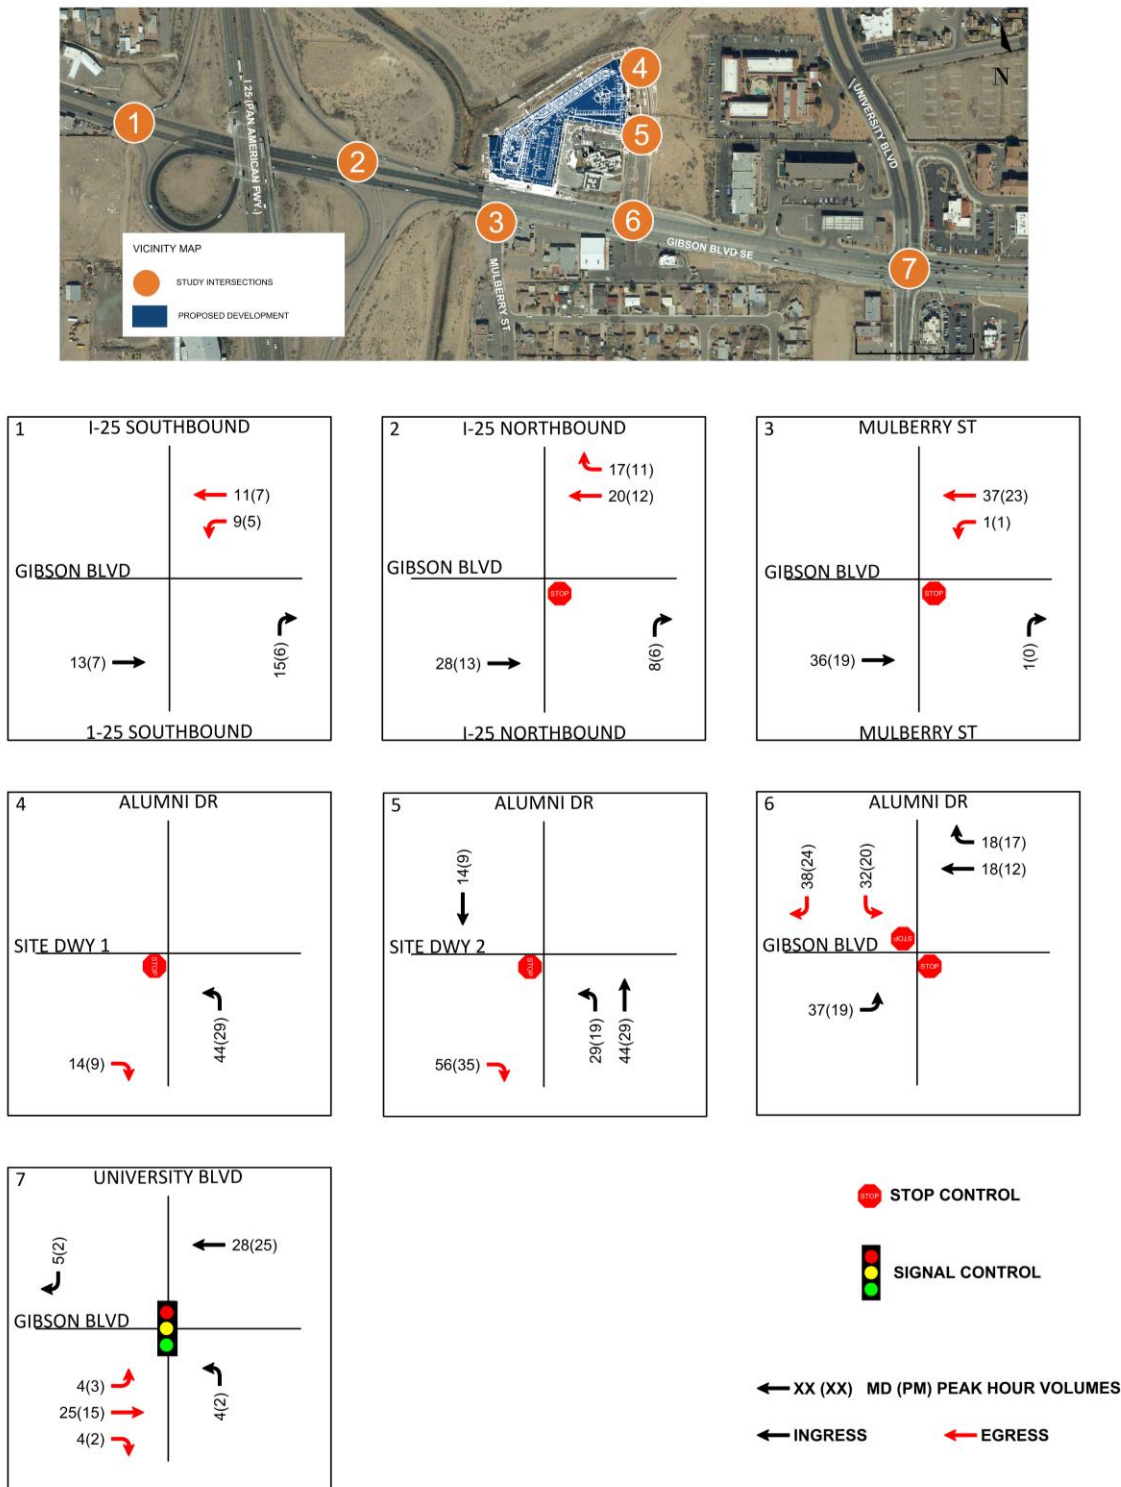 1
2
3
4
5
6
7
I 25 (PAN AMERICAN FWY.)
UNIVERSITY BLVD
N
MULBERRY ST
GIBSON BLVD SE
VICINITY MAP
STUDY INTERSECTIONS
PROPOSED DEVELOPMENT
1
I-25 SOUTHBOUND
11(7)
9(5)
GIBSON BLVD
13(7)
15(6)
1-25 SOUTHBOUND
2
I-25 NORTHBOUND
17(11)
20(12)
GIBSON BLVD
STOP
28(13)
8(6)
I-25 NORTHBOUND
3
MULBERRY ST
37(23)
1(1)
GIBSON BLVD
STOP
36(19)
1(0)
MULBERRY ST
4
ALUMNI DR
SITE DWY 1
STOP
44(29)
14(9)
5
ALUMNI DR
14(9)
SITE DWY 2
STOP
29(19)
44(29)
56(35)
6
ALUMNI DR
38(24)
32(20)
18(17)
18(12)
STOP
GIBSON BLVD
STOP
37(19)
7
UNIVERSITY BLVD
5(2)
28(25)
GIBSON BLVD
4(3)
25(15)
4(2)
4(2)
STOP STOP CONTROL
SIGNAL CONTROL
XX (XX) MD (PM) PEAK HOUR VOLUMES
INGRESS
EGRESS